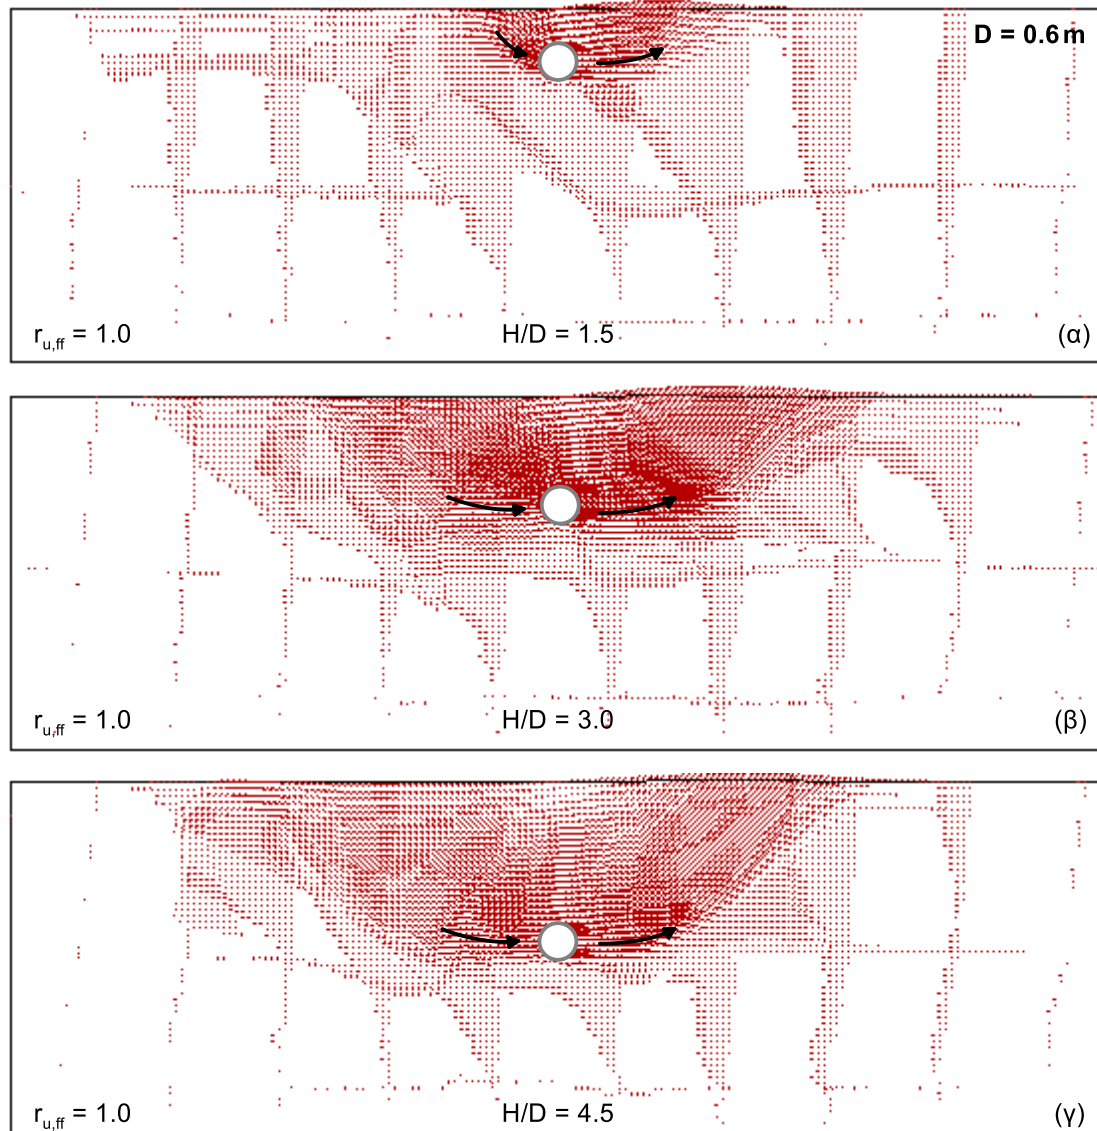 D = 0.6 m
r_u,ff = 1.0 H/D = 1.5 (α)
r_u,ff = 1.0 H/D = 3.0 (β)
r_u,ff = 1.0 H/D = 4.5 (γ)